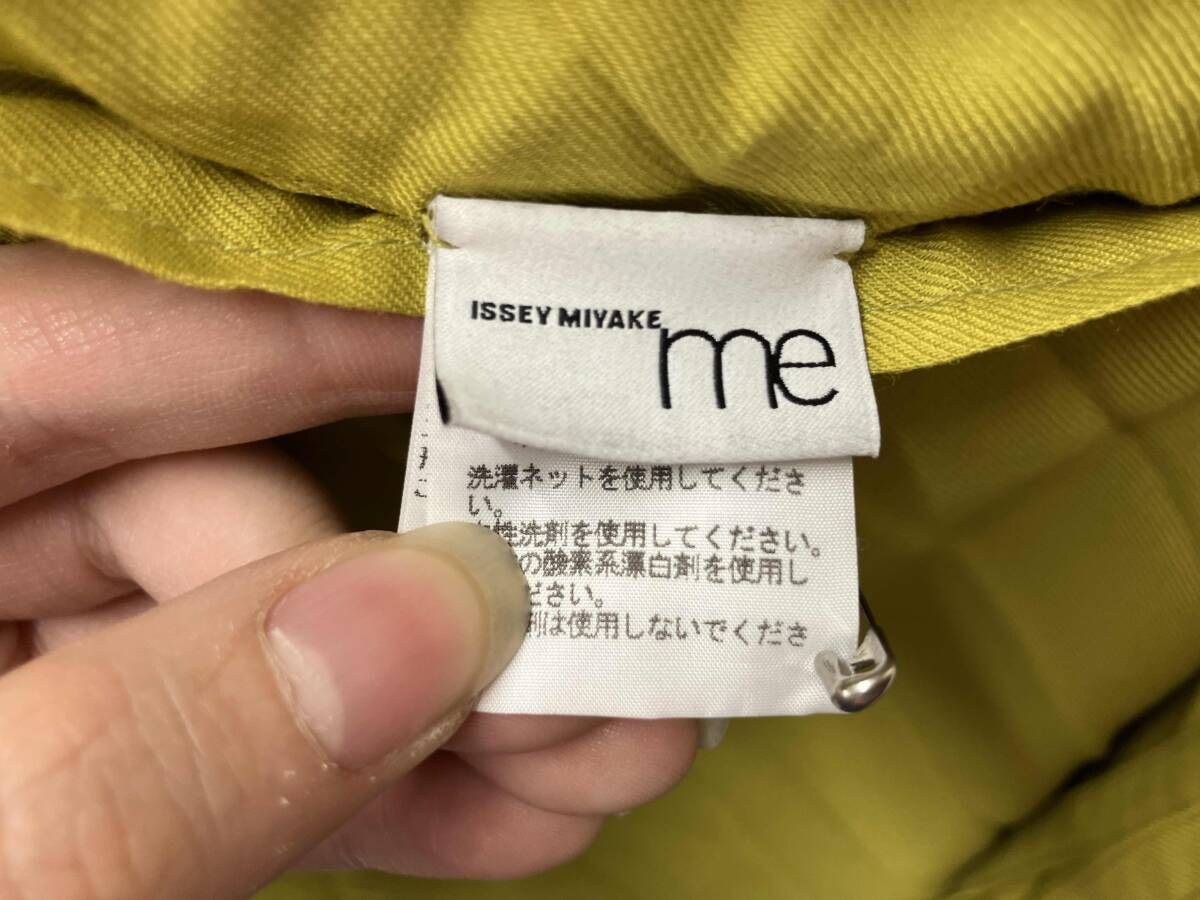 ISSEY MIYAKE
me
洗濯ネットを使用してくださ
い。
性洗剤を使用してください。
の酸素系漂白剤を使用し
ださい。
剤は使用しないでくださ